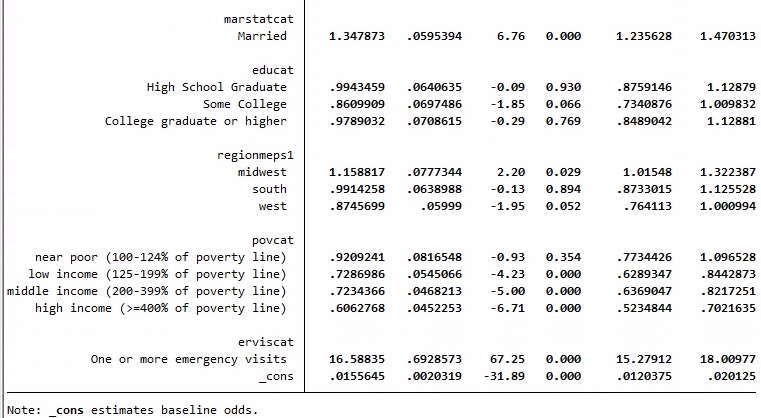 marstatcat
Married 1.347873 .0595394 6.76 0.000 1.235628 1.470313
educat
High School Graduate .9943459 .0640635 -0.09 0.930 .8759146 1.12879
Some College .8609909 .0697486 -1.85 0.066 .7340876 1.009832
College graduate or higher .9789032 .0708615 -0.29 0.769 .8489042 1.12881
regionmeps1
midwest 1.158817 .0777344 2.20 0.029 1.01548 1.322387
south .9914258 .0638988 -0.13 0.894 .8733015 1.125528
west .8745699 .05999 -1.95 0.052 .764113 1.000994
povcat
near poor (100-124% of poverty line) .9209241 .0816548 -0.93 0.354 .7734426 1.096528
low income (125-199% of poverty line) .7286986 .0545066 -4.23 0.000 .6289347 .8442873
middle income (200-399% of poverty line) .7234366 .0468213 -5.00 0.000 .6369047 .8217251
high income (>=400% of poverty line) .6062768 .0452253 -6.71 0.000 .5234844 .7021635
erviscat
One or more emergency visits 16.58835 .6928573 67.25 0.000 15.27912 18.00977
_cons .0155645 .0020319 -31.89 0.000 .0120375 .020125
Note: _cons estimates baseline odds.